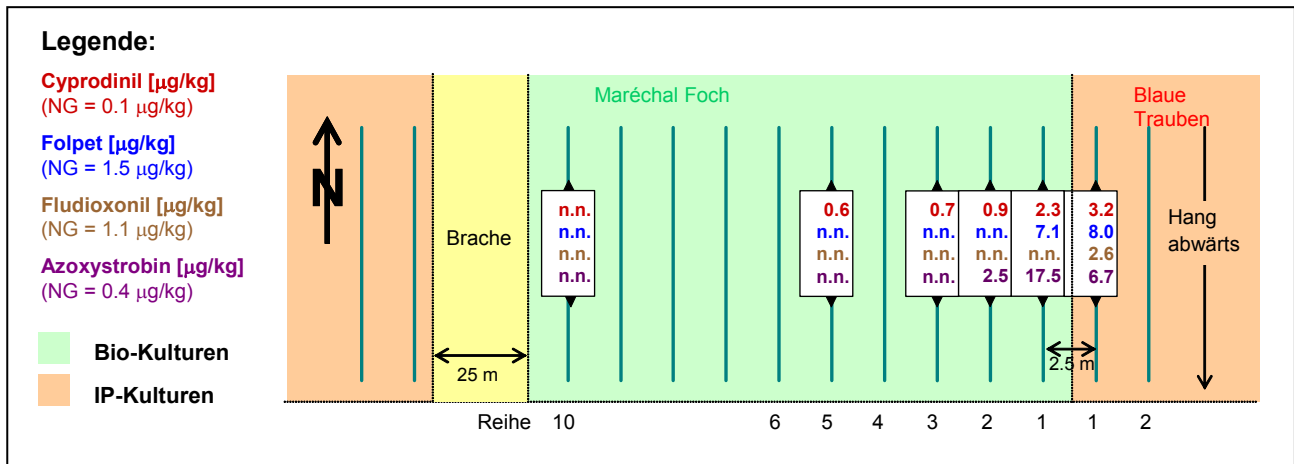 Legende:
Cyprodinil [µg/kg]
(NG = 0.1 µg/kg)
Folpet [µg/kg]
(NG = 1.5 µg/kg)
Fludioxonil [µg/kg]
(NG = 1.1 µg/kg)
Azoxystrobin [µg/kg]
(NG = 0.4 µg/kg)
Bio-Kulturen
IP-Kulturen
N
Brache
25 m
Maréchal Foch
Blaue
Trauben
n.n. 0.6 0.7 0.9 2.3 3.2
n.n. n.n. n.n. n.n. 7.1 8.0
n.n. n.n. n.n. n.n. n.n. 2.6
n.n. n.n. n.n. 2.5 17.5 6.7
Hang
abwärts
2.5 m
Reihe 10 6 5 4 3 2 1 1 2